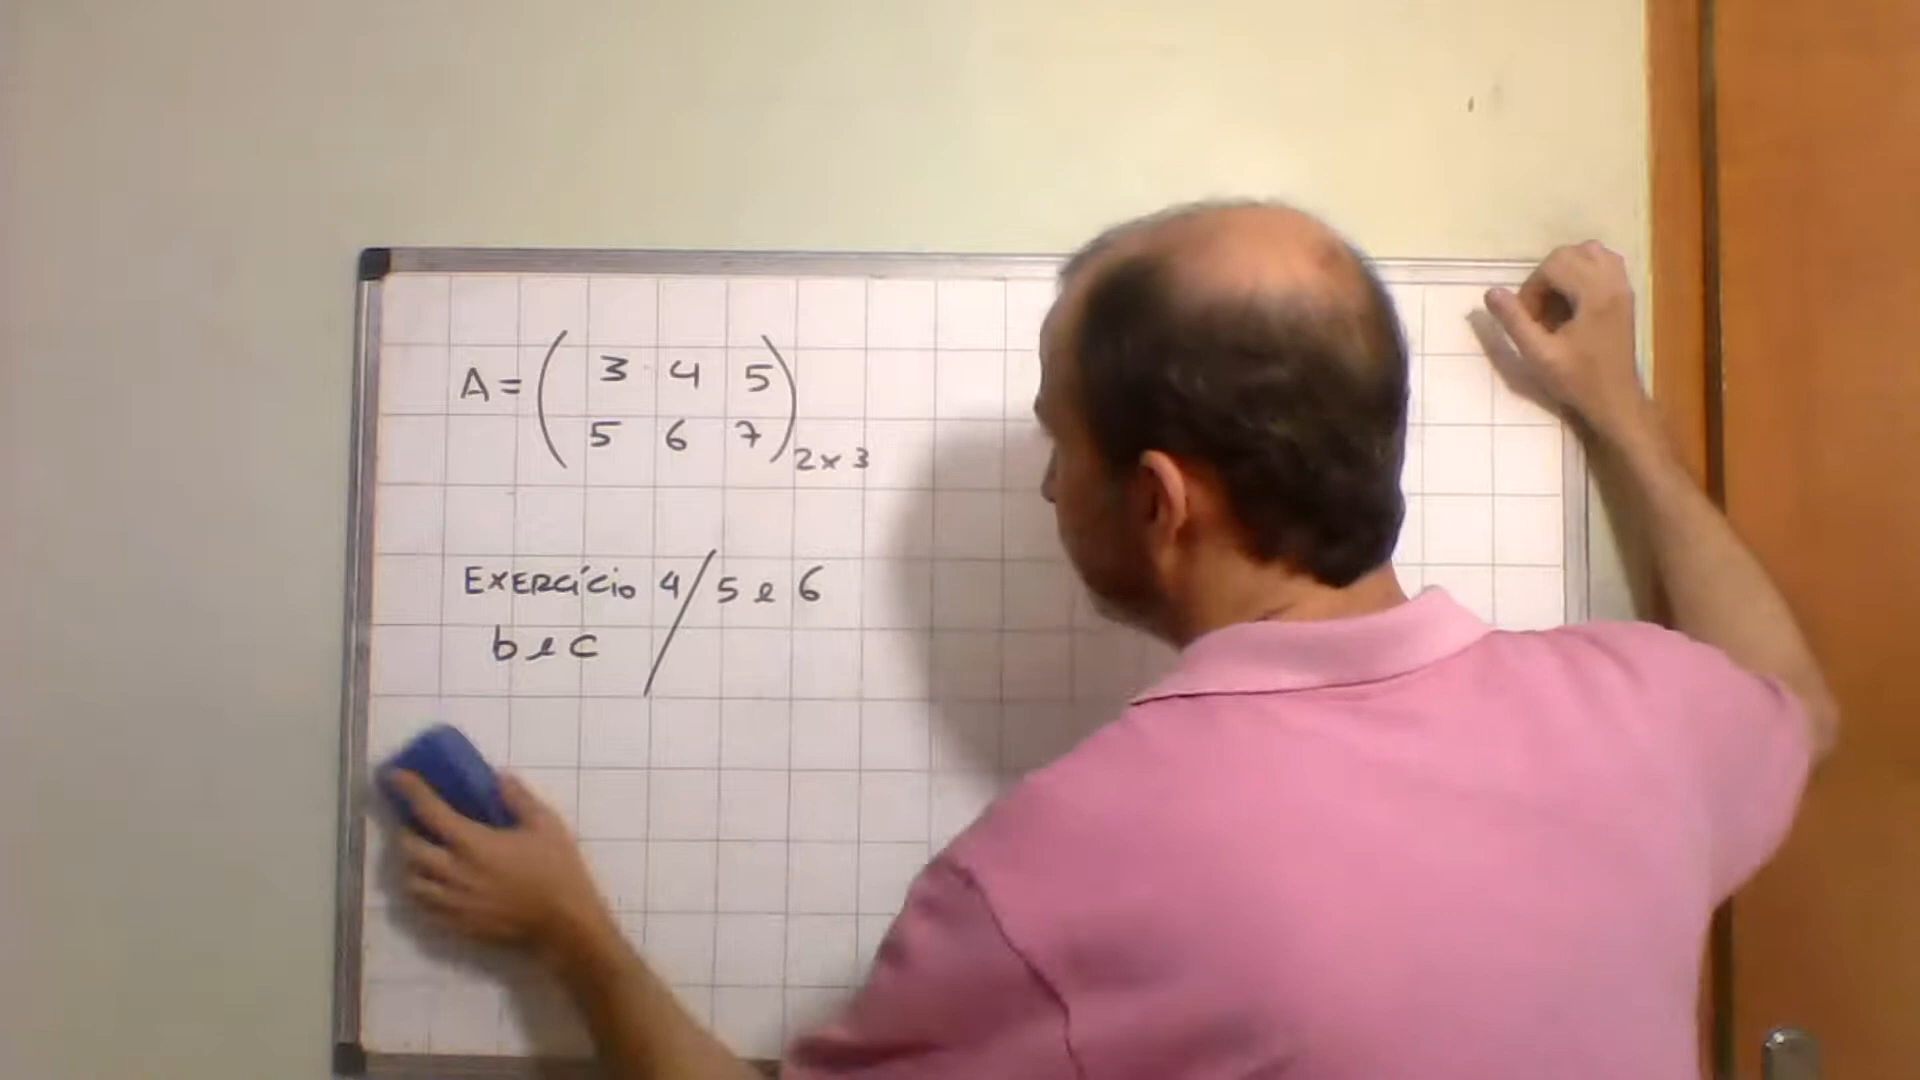 A = ( 3 4 5
5 6 7 ) 2x3
Exercício 4 / 5 e 6
b e c /